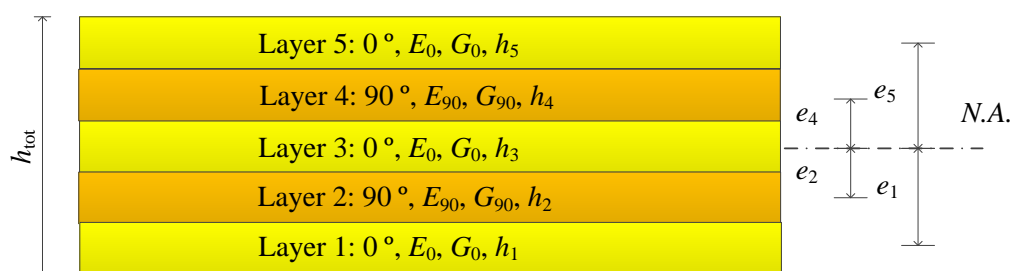 Layer 5: 0 º, E₀, G₀, h₅
Layer 4: 90 º, E₉₀, G₉₀, h₄
Layer 3: 0 º, E₀, G₀, h₃
Layer 2: 90 º, E₉₀, G₉₀, h₂
Layer 1: 0 º, E₀, G₀, h₁
h_tot
e₄
e₅
N.A.
e₂
e₁